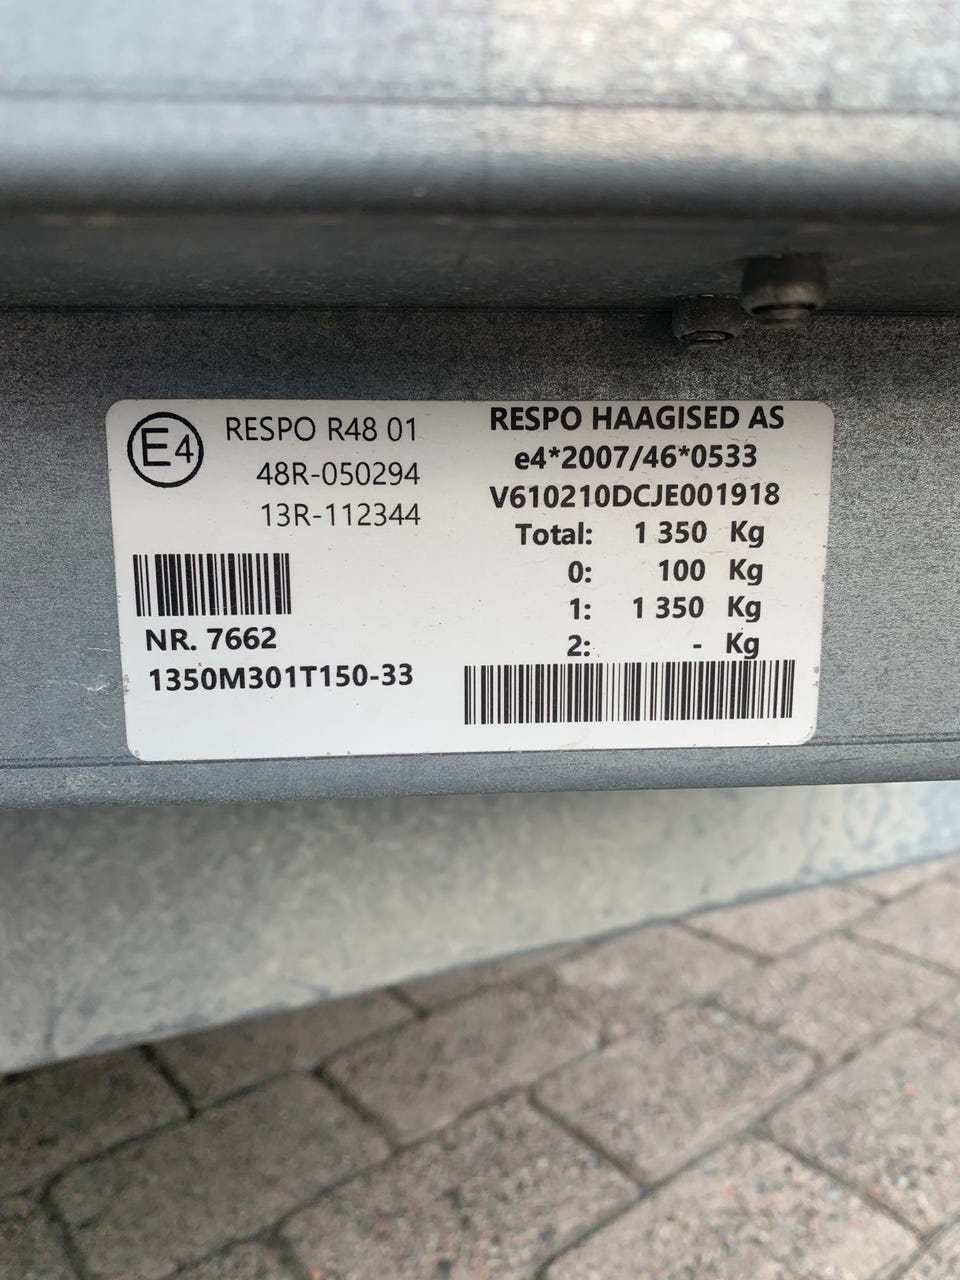 E4
RESPO R48 01
48R-050294
13R-112344
NR. 7662
1350M301T150-33
RESPO HAAGISED AS
e4*2007/46*0533
V610210DCJE001918
Total: 1 350 Kg
0: 100 Kg
1: 1 350 Kg
2: - Kg